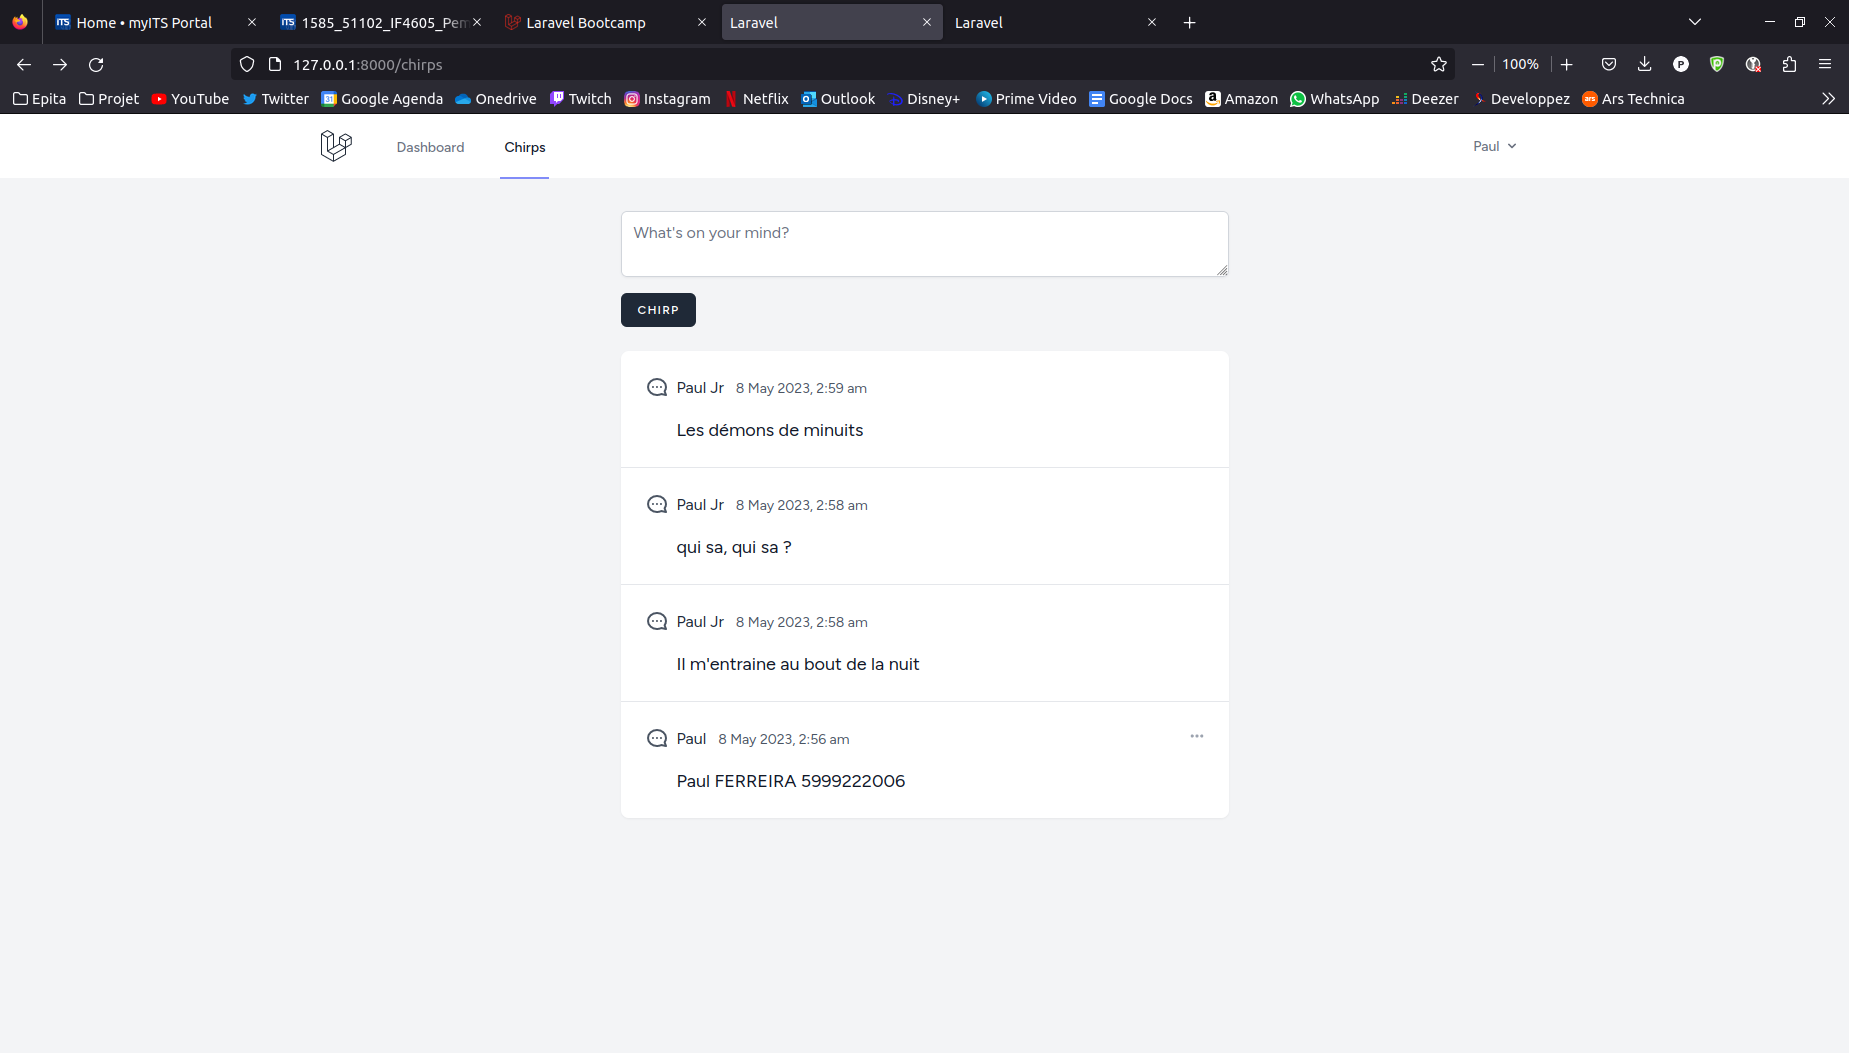 Home • myITS Portal
1585_51102_IF4605_Pem
Laravel Bootcamp
Laravel
Laravel
127.0.0.1:8000/chirps
100%
Epita Projet YouTube Twitter Google Agenda Onedrive Twitch Instagram Netflix Outlook Disney+ Prime Video Google Docs Amazon WhatsApp Deezer Developpez Ars Technica
Dashboard Chirps Paul
What's on your mind?
CHIRP
Paul Jr 8 May 2023, 2:59 am
Les démons de minuits
Paul Jr 8 May 2023, 2:58 am
qui sa, qui sa ?
Paul Jr 8 May 2023, 2:58 am
Il m'entraine au bout de la nuit
Paul 8 May 2023, 2:56 am
Paul FERREIRA 5999222006